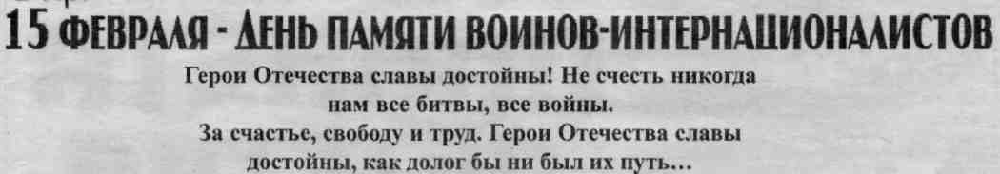 15 ФЕВРАЛЯ - ДЕНЬ ПАМЯТИ ВОИНОВ-ИНТЕРНАЦИОНАЛИСТОВ
Герои Отечества славы достойны! Не счесть никогда
нам все битвы, все войны.
За счастье, свободу и труд. Герои Отечества славы
достойны, как долог бы ни был их путь...